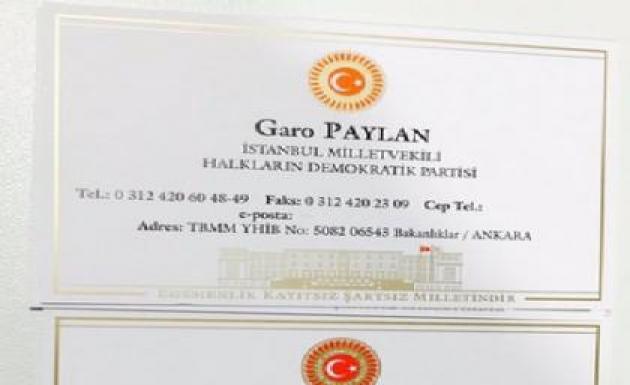 Garo PAYLAN
İSTANBUL MİLLETVEKİLİ
HALKLARIN DEMOKRATİK PARTİSİ
Tel.: 0 312 420 60 48-49 Faks: 0 312 420 23 09 Cep Tel.:
e-posta:
Adres: TBMM YHİB No: 5082 06543 Bakanlıklar / ANKARA
EGEMENLİK KAYITSIZ ŞARTSIZ MİLLETİNDİR